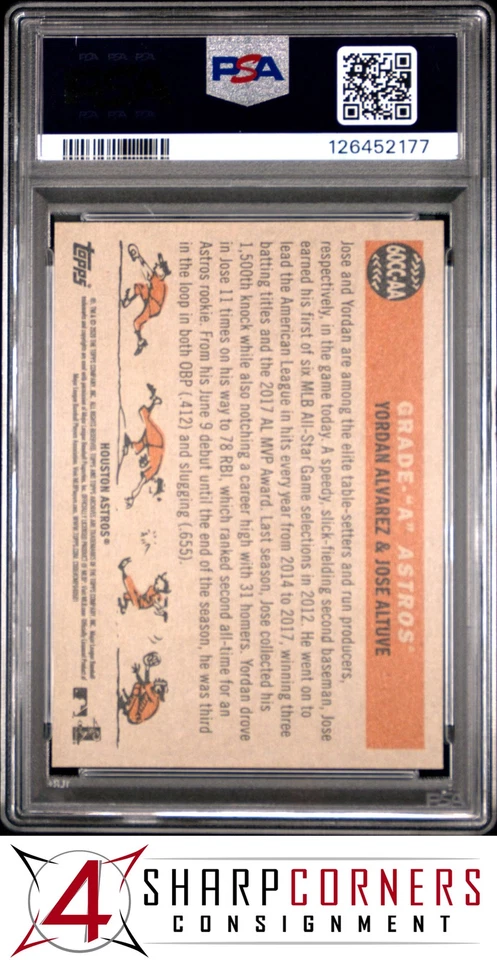 PSA
126452177
60CC-AA
GRADE-"A" ASTROS
YORDAN ALVAREZ & JOSE ALTUVE
Jose and Yordan are among the elite table-setters and run producers,
respectively, in the game today. A speedy, slick-fielding second baseman, Jose
earned his first of six MLB All-Star Game selections in 2012. He went on to
lead the American League in hits every year from 2014 to 2017, winning three
batting titles and the 2017 AL MVP Award. Last season, Jose collected his
1,500th knock while also notching a career high with 31 homers. Yordan drove
in Jose 11 times on his way to 78 RBI, which ranked second all-time for an
Astros rookie. From his June 9 debut until the end of the season, he was third
in the loop in both OBP (.412) and slugging (.655).
HOUSTON ASTROS®
topps
PSA
4
SHARPCORNERS
CONSIGNMENT